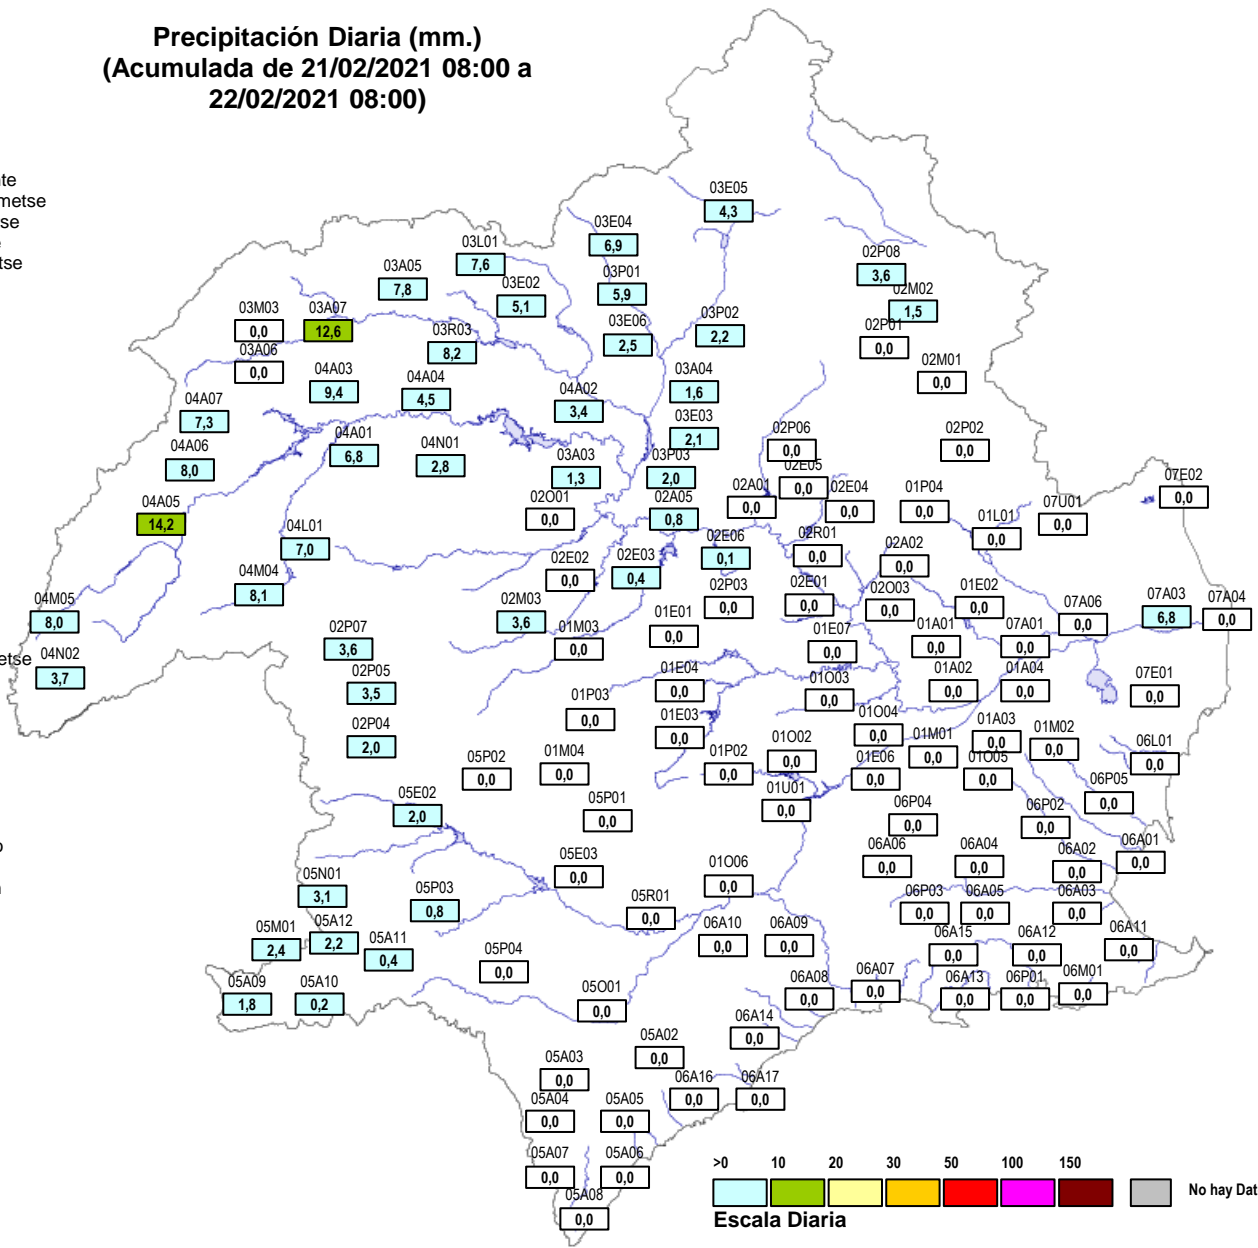 Precipitación Diaria (mm.)
(Acumulada de 21/02/2021 08:00 a
22/02/2021 08:00)
03E05
4,3
03E04
6,9
03L01
7,6
02P08
3,6
03A05
7,8
03P01
5,9
03E02
5,1
02M02
1,5
03M03
0,0
03A07
12,6
03P02
2,2
03E06
2,5
03R03
8,2
02P01
0,0
03A06
0,0
02M01
0,0
04A03
9,4
03A04
1,6
04A04
4,5
04A02
3,4
04A07
7,3
03E03
2,1
04A01
6,8
02P06
0,0
02P02
0,0
04A06
8,0
04N01
2,8
03A03
1,3
03P03
2,0
02E05
0,0
07E02
0,0
02A01
0,0
02E04
0,0
01P04
0,0
04A05
14,2
02O01
0,0
02A05
0,8
07U01
0,0
01L01
0,0
04L01
7,0
02E06
0,1
02R01
0,0
02A02
0,0
02E03
0,4
02E02
0,0
04M04
8,1
02P03
0,0
02E01
0,0
02O03
0,0
01E02
0,0
07A03
6,8
07A04
0,0
04M05
8,0
02M03
3,6
07A06
0,0
01E01
0,0
02P07
3,6
01M03
0,0
01E07
0,0
01A01
0,0
07A01
0,0
etse
04N02
3,7
02P05
3,5
01E04
0,0
01O03
0,0
01A02
0,0
01A04
0,0
07E01
0,0
01P03
0,0
02P04
2,0
01E03
0,0
01O04
0,0
01A03
0,0
01M02
0,0
01M01
0,0
06L01
0,0
05P02
0,0
01M04
0,0
01P02
0,0
01O02
0,0
01E06
0,0
01O05
0,0
06P05
0,0
05E02
2,0
05P01
0,0
01U01
0,0
06P04
0,0
06P02
0,0
06A01
0,0
05E03
0,0
01O06
0,0
06A06
0,0
06A04
0,0
06A02
0,0
05N01
3,1
05P03
0,8
05R01
0,0
06P03
0,0
06A05
0,0
06A03
0,0
05M01
2,4
05A12
2,2
05A11
0,4
06A10
0,0
06A09
0,0
06A15
0,0
06A12
0,0
06A11
0,0
05P04
0,0
05A09
1,8
05A10
0,2
05O01
0,0
06A08
0,0
06A07
0,0
06A13
0,0
06P01
0,0
06M01
0,0
06A14
0,0
05A02
0,0
05A03
0,0
06A16
0,0
06A17
0,0
05A04
0,0
05A05
0,0
05A07
0,0
05A06
0,0
05A08
0,0
>0 10 20 30 50 100 150
No hay Dat
Escala Diaria